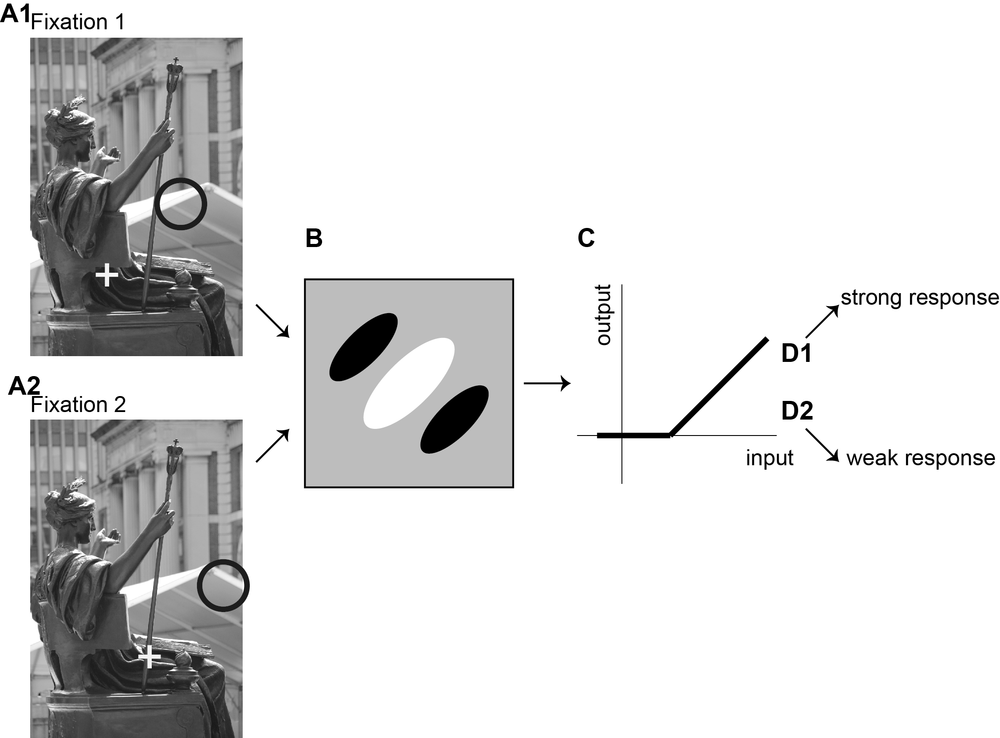 A1
Fixation 1
B
C
output
strong response
D1
A2
Fixation 2
D2
input
weak response